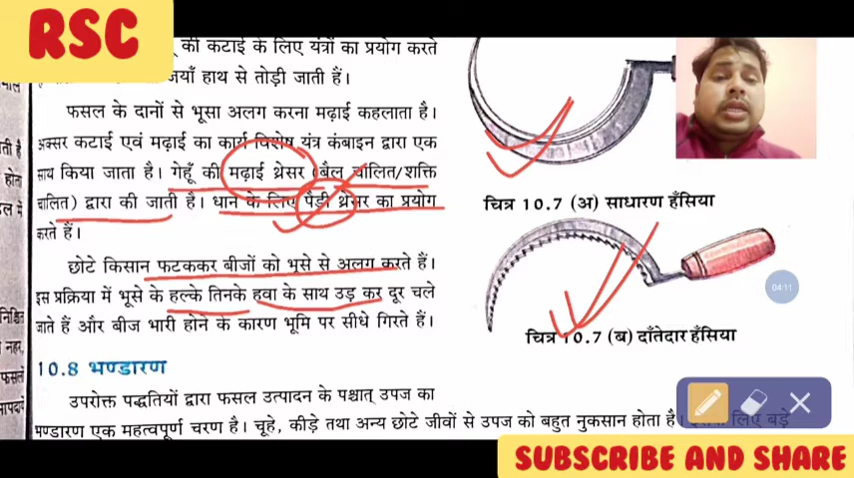 RSC
की कटाई के लिए यंत्रों का प्रयोग करते
हाथ से तोड़ी जाती हैं।
फसल के दानों से भूसा अलग करना मढ़ाई कहलाता है।
अक्सर कटाई एवं मढ़ाई का कार्य विशेष यंत्र कंबाइन द्वारा एक
साथ किया जाता है। गेहूँ की मढ़ाई थ्रेसर (बैल चालित/शक्ति
चालित) द्वारा की जाती है। धान के लिए पैडी थ्रेसर का प्रयोग
करते हैं।
छोटे किसान फटककर बीजों को भूसे से अलग करते हैं।
इस प्रक्रिया में भूसे के हल्के तिनके हवा के साथ उड़ कर दूर चले
जाते हैं और बीज भारी होने के कारण भूमि पर सीधे गिरते हैं।
10.8 भण्डारण
उपरोक्त पद्धतियों द्वारा फसल उत्पादन के पश्चात् उपज का
भण्डारण एक महत्वपूर्ण चरण है। चूहे, कीड़े तथा अन्य छोटे जीवों से उपज को बहुत नुकसान होता है। लिए बड़े
चित्र 10.7 (अ) साधारण हँसिया
चित्र 10.7 (ब) दाँतेदार हँसिया
04:11
ती है
होता
निश्चित
नहर,
फसलों
SUBSCRIBE AND SHARE